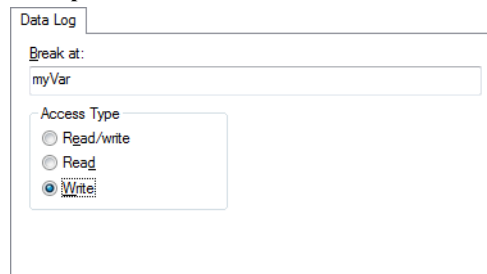 Data Log
Break at:
myVar
Access Type
Read/write
Read
Write